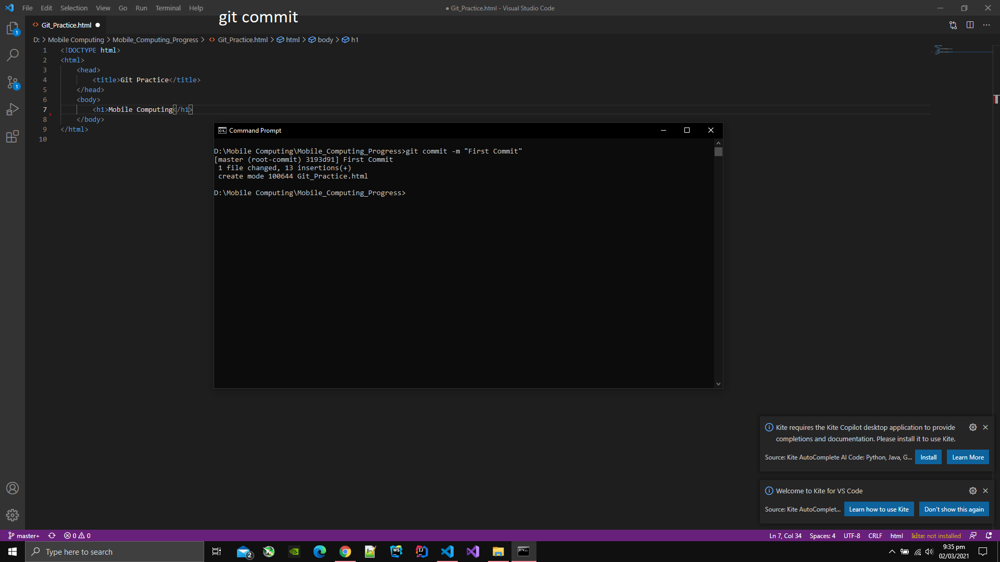 File Edit Selection View Go Run Terminal Help
● Git_Practice.html - Visual Studio Code
git commit
Git_Practice.html
D: > Mobile Computing > Mobile_Computing_Progress > Git_Practice.html > html > body > h1
1 <!DOCTYPE html>
2 <html>
3 <head>
4 <title>Git Practice</title>
5 </head>
6 <body>
7 <h1>Mobile Computing</h1>
8 </body>
9 </html>
10
1
1
Command Prompt
D:\Mobile Computing\Mobile_Computing_Progress>git commit -m "First Commit"
[master (root-commit) 3193d91] First Commit
1 file changed, 13 insertions(+)
create mode 100644 Git_Practice.html
D:\Mobile Computing\Mobile_Computing_Progress>
Kite requires the Kite Copilot desktop application to provide
completions and documentation. Please install it to use Kite.
Source: Kite AutoComplete AI Code: Python, Java, G...
Install
Learn More
Welcome to Kite for VS Code
Source: Kite AutoComplet...
Learn how to use Kite
Don't show this again
master+ 0 0
Ln 7, Col 34 Spaces: 4 UTF-8 CRLF html kite: not installed
Type here to search
2
WS
IJ
9:35 pm
02/03/2021